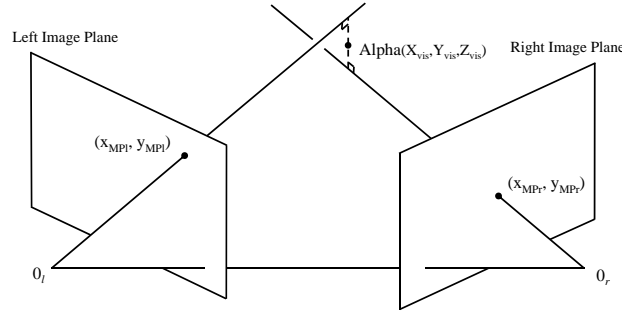 Left Image Plane
Alpha(X_vis,Y_vis,Z_vis)
Right Image Plane
(x_MPl, y_MPl)
(x_MPr, y_MPr)
0_l
0_r